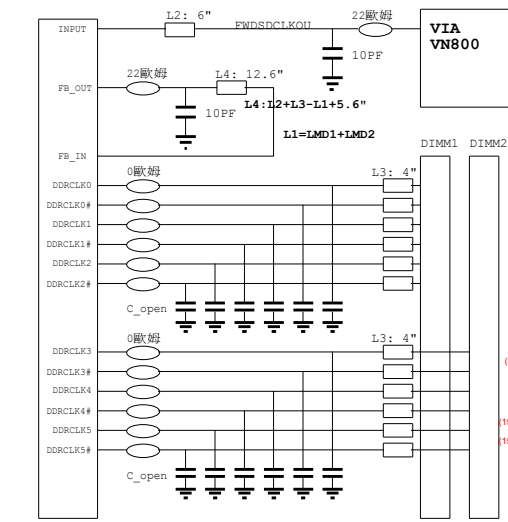 L2: 6"
FWDSDCLKOU
22歐姆
INPUT
10PF
VIA
VN800
22歐姆
L4: 12.6"
FB_OUT
10PF
L4:L2+L3-L1+5.6"
L1=LMD1+LMD2
FB_IN
DIMM1
DIMM2
0歐姆
L3: 4"
DDRCLK0
DDRCLK0#
DDRCLK1
DDRCLK1#
DDRCLK2
DDRCLK2#
C_open
0歐姆
L3: 4"
DDRCLK3
DDRCLK3#
DDRCLK4
DDRCLK4#
DDRCLK5
DDRCLK5#
C_open